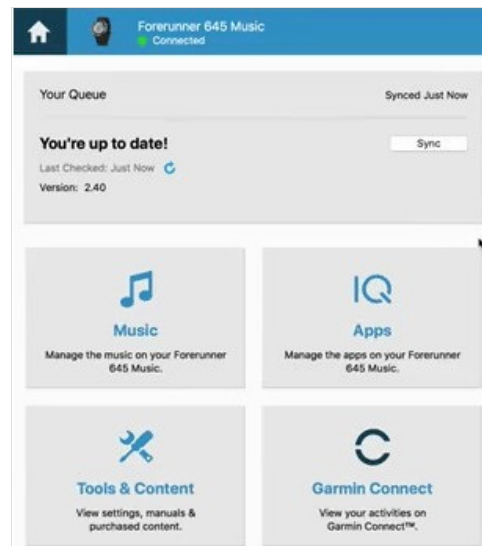 Forerunner 645 Music
Connected
Your Queue
Synced Just Now
You're up to date!
Sync
Last Checked: Just Now
Version: 2.40
IQ
Music
Apps
Manage the music on your Forerunner
645 Music.
Manage the apps on your Forerunner
645 Music.
Tools & Content
Garmin Connect
View settings, manuals &
purchased content.
View your activities on
Garmin Connect™.